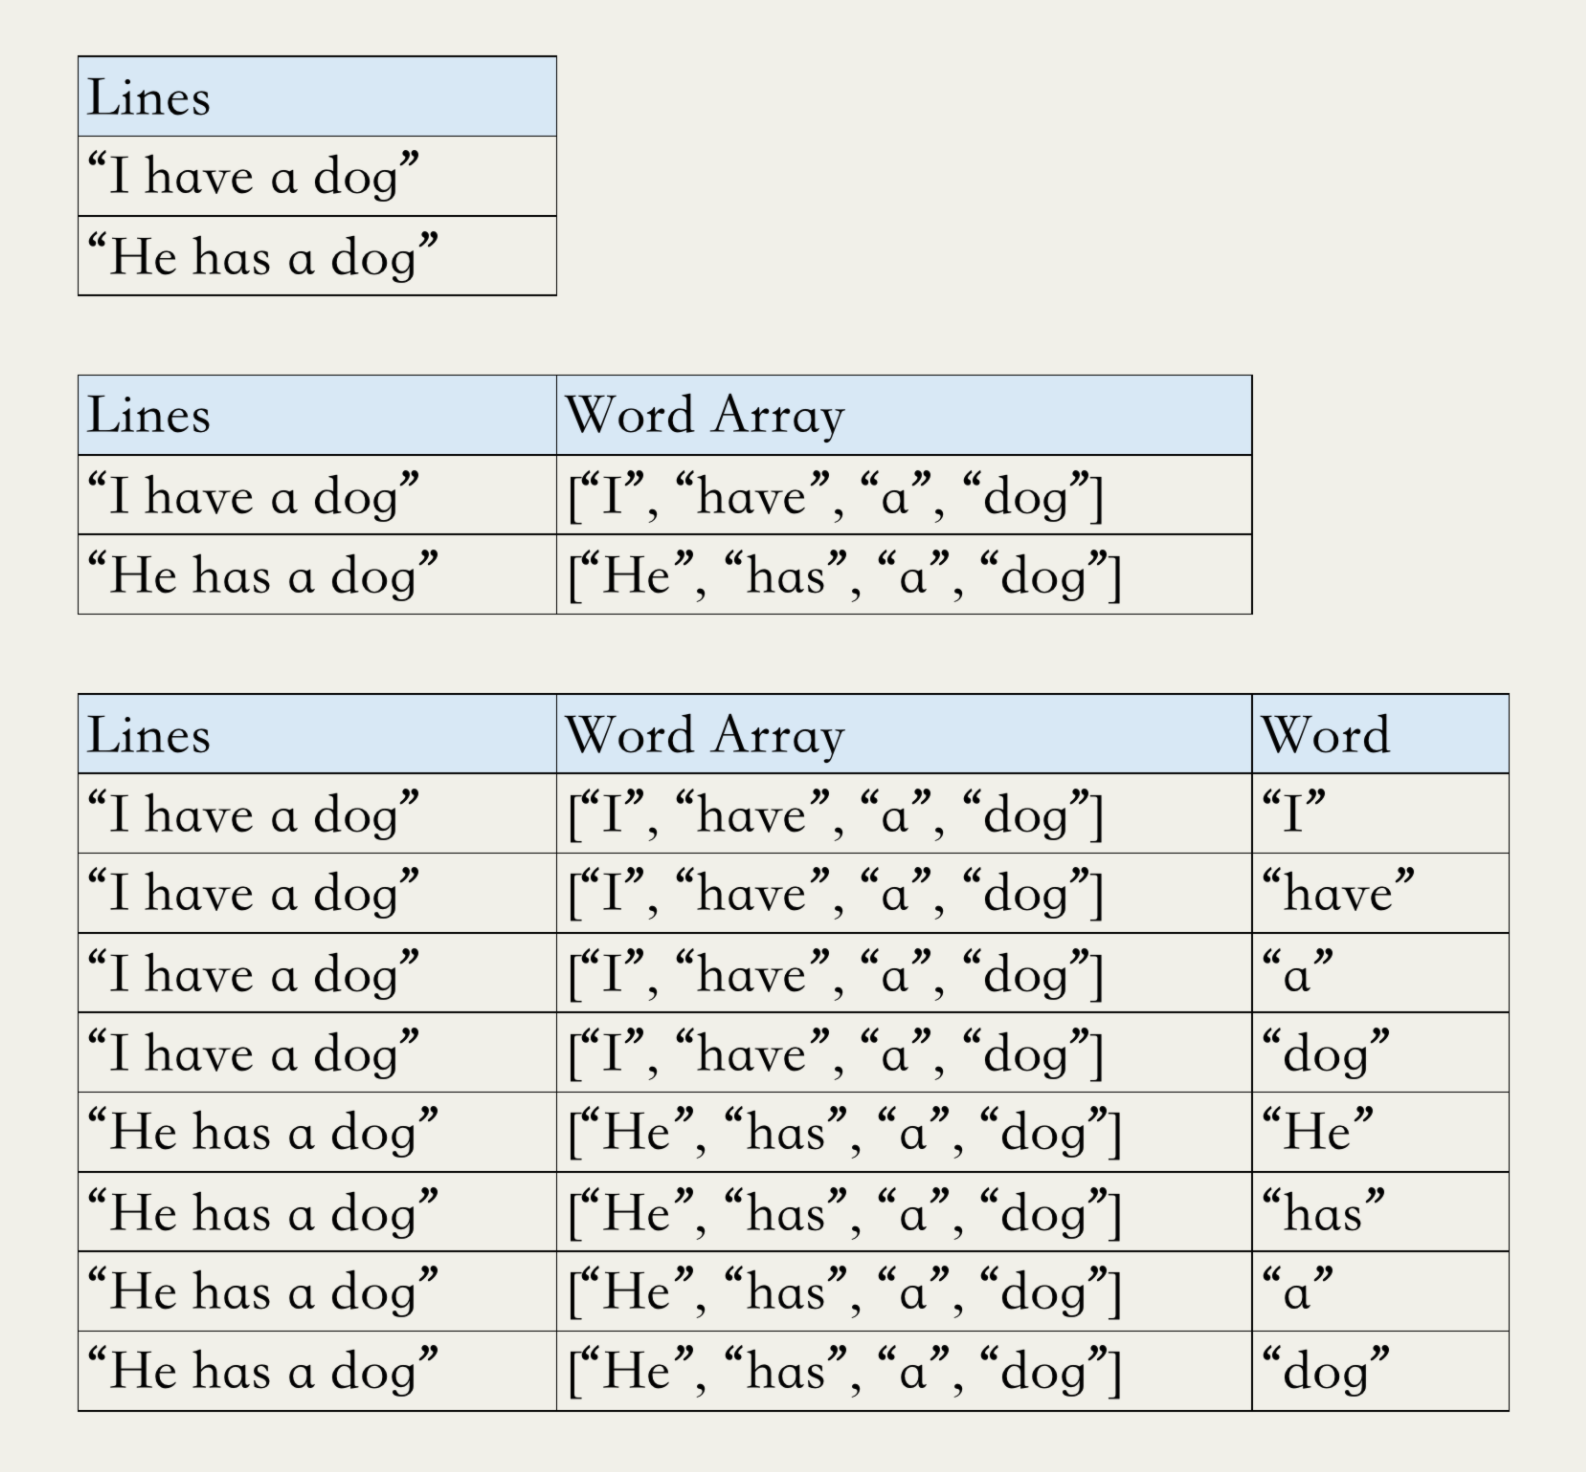 Lines
“I have a dog”
“He has a dog”
Lines Word Array
“I have a dog” [“I”, “have”, “a”, “dog”]
“He has a dog” [“He”, “has”, “a”, “dog”]
Lines Word Array Word
“I have a dog” [“I”, “have”, “a”, “dog”] “I”
“I have a dog” [“I”, “have”, “a”, “dog”] “have”
“I have a dog” [“I”, “have”, “a”, “dog”] “a”
“I have a dog” [“I”, “have”, “a”, “dog”] “dog”
“He has a dog” [“He”, “has”, “a”, “dog”] “He”
“He has a dog” [“He”, “has”, “a”, “dog”] “has”
“He has a dog” [“He”, “has”, “a”, “dog”] “a”
“He has a dog” [“He”, “has”, “a”, “dog”] “dog”